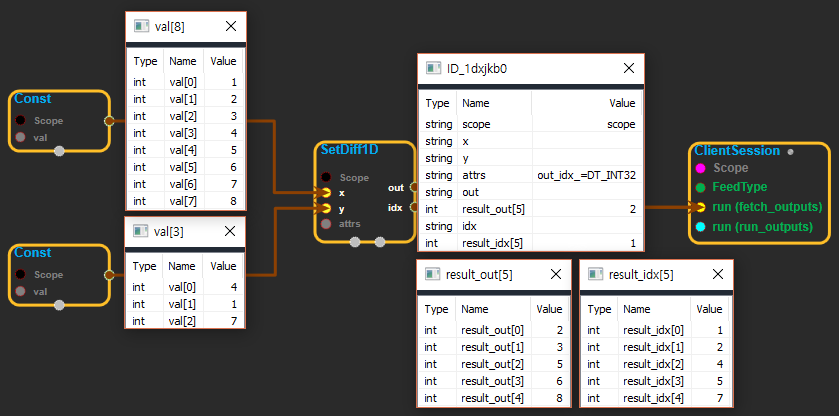 val[8]
Type Name Value
int val[0] 1
int val[1] 2
int val[2] 3
int val[3] 4
int val[4] 5
int val[5] 6
int val[6] 7
int val[7] 8
Const
Scope
val
val[3]
Type Name Value
int val[0] 4
int val[1] 1
int val[2] 7
Const
Scope
val
SetDiff1D
Scope
out
x
y
idx
attrs
ID_1dxjkb0
Type Name Value
string scope scope
string x
string y
string attrs out_idx_=DT_INT32
string out
int result_out[5] 2
string idx
int result_idx[5] 1
ClientSession
Scope
FeedType
run (fetch_outputs)
run (run_outputs)
result_out[5]
Type Name Value
int result_out[0] 2
int result_out[1] 3
int result_out[2] 5
int result_out[3] 6
int result_out[4] 8
result_idx[5]
Type Name Value
int result_idx[0] 1
int result_idx[1] 2
int result_idx[2] 4
int result_idx[3] 5
int result_idx[4] 7